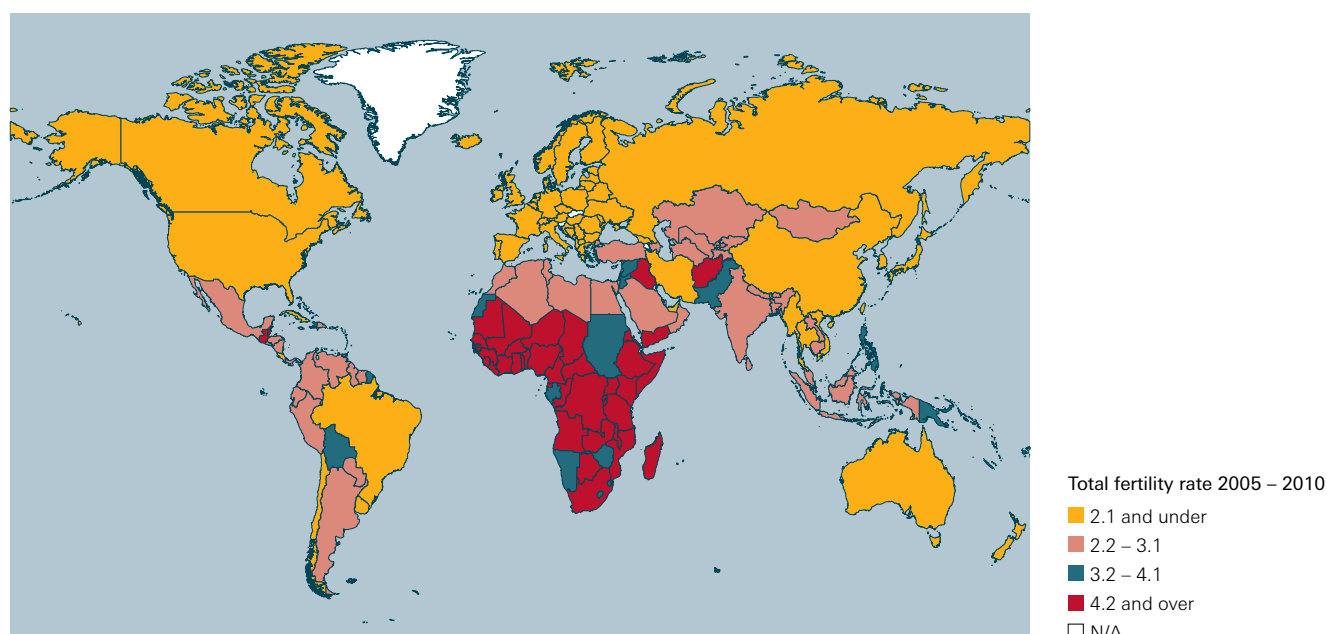 Total fertility rate 2005 – 2010
2.1 and under
2.2 – 3.1
3.2 – 4.1
4.2 and over
N/A